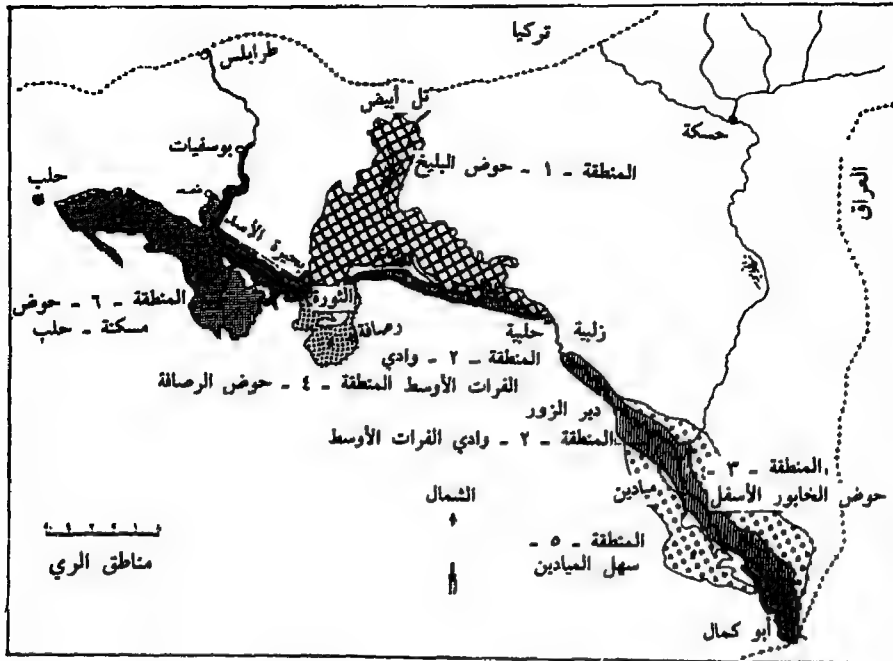 تركيا
طرابلس
تل أبيض
بوسفيات
حسكة
المنطقة - ١ - حوض البليخ
حلب
العراق
بحيرة الأسد
المنطقة - ٦ - حوض
مسكنة - حلب
الثورة
رصافة
حلبية
زلبية
المنطقة - ٢ - وادي
الفرات الأوسط
المنطقة - ٤ - حوض الرصافة
دير الزور
المنطقة - ٢ - وادي الفرات الأوسط
المنطقة - ٣ -
حوض الخابور الأسفل
ميادين
الشمال
المنطقة - ٥ -
سهل الميادين
مناطق الري
أبو كمال